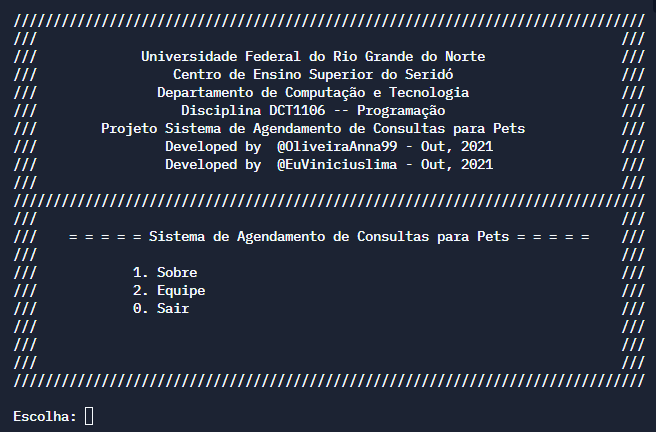 ///////////////////////////////////////////////////////////////////////////////
///                                                                         ///
///             Universidade Federal do Rio Grande do Norte                 ///
///                 Centro de Ensino Superior do Seridó                     ///
///               Departamento de Computação e Tecnologia                   ///
///                  Disciplina DCT1106 -- Programação                      ///
///        Projeto Sistema de Agendamento de Consultas para Pets            ///
///                Developed by  @OliveiraAnna99 - Out, 2021                ///
///                Developed by  @EuViniciuslima - Out, 2021                ///
///                                                                         ///
///////////////////////////////////////////////////////////////////////////////
///                                                                         ///
///    = = = = = Sistema de Agendamento de Consultas para Pets = = = = =    ///
///                                                                         ///
///            1. Sobre                                                     ///
///            2. Equipe                                                    ///
///            0. Sair                                                      ///
///                                                                         ///
///                                                                         ///
///                                                                         ///
///////////////////////////////////////////////////////////////////////////////
Escolha: